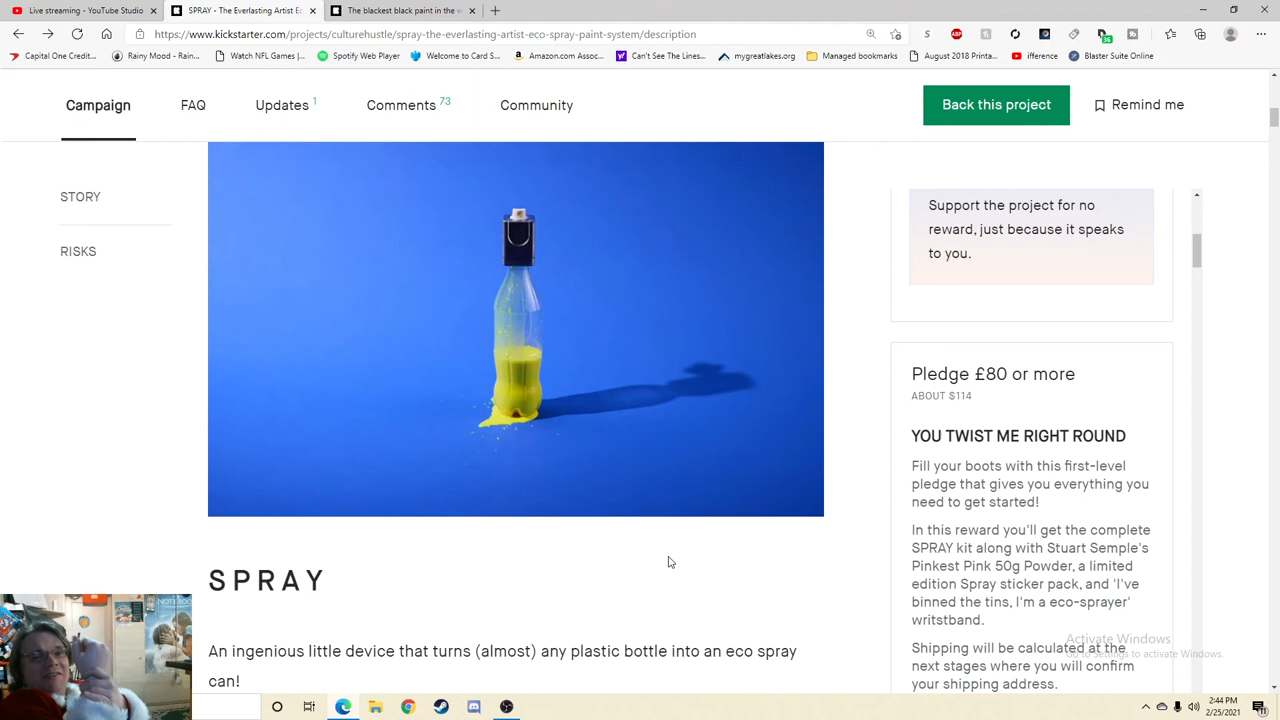 Live streaming - YouTube Studio
SPRAY - The Everlasting Artist Ec
The blackest black paint in the w
https://www.kickstarter.com/projects/culturehustle/spray-the-everlasting-artist-eco-spray-paint-system/description
Capital One Credit...
Rainy Mood - Rain...
Watch NFL Games |...
Spotify Web Player
Welcome to Card S...
Amazon.com Assoc...
Can't See The Lines...
mygreatlakes.org
Managed bookmarks
August 2018 Printa...
ifference
Blaster Suite Online
Campaign
FAQ
Updates 1
Comments 73
Community
Back this project
Remind me
STORY
RISKS
Support the project for no
reward, just because it speaks
to you.
Pledge £80 or more
ABOUT $114
YOU TWIST ME RIGHT ROUND
Fill your boots with this first-level
pledge that gives you everything you
need to get started!
In this reward you'll get the complete
SPRAY kit along with Stuart Semple's
Pinkest Pink 50g Powder, a limited
edition Spray sticker pack, and 'I've
binned the tins, I'm a eco-sprayer'
writstband.
Shipping will be calculated at the
next stages where you will confirm
your shipping address.
SPRAY
An ingenious little device that turns (almost) any plastic bottle into an eco spray
can!
Activate Windows
Go to Settings to activate Windows.
2:44 PM
2/25/2021